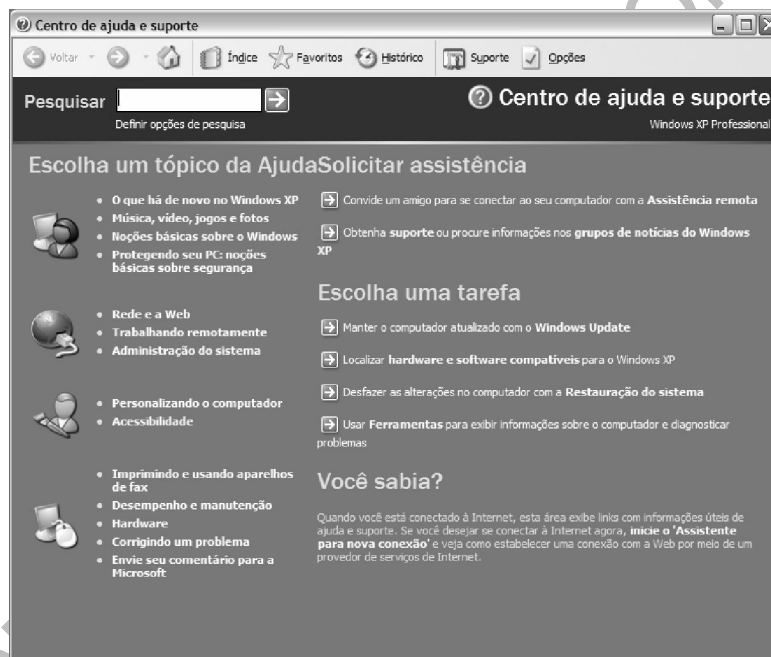 Centro de ajuda e suporte
Voltar Índice Favoritos Histórico Suporte Opções
Pesquisar
Definir opções de pesquisa
Centro de ajuda e suporte
Windows XP Professional
Escolha um tópico da Ajuda
O que há de novo no Windows XP
Música, vídeo, jogos e fotos
Noções básicas sobre o Windows
Protegendo seu PC: noções
básicas sobre segurança
Rede e a Web
Trabalhando remotamente
Administração do sistema
Personalizando o computador
Acessibilidade
Imprimindo e usando aparelhos
de fax
Desempenho e manutenção
Hardware
Corrigindo um problema
Envie seu comentário para a
Microsoft
Solicitar assistência
Convide um amigo para se conectar ao seu computador com a Assistência remota
Obtenha suporte ou procure informações nos grupos de notícias do Windows
XP
Escolha uma tarefa
Manter o computador atualizado com o Windows Update
Localizar hardware e software compatíveis para o Windows XP
Desfazer as alterações no computador com a Restauração do sistema
Usar Ferramentas para exibir informações sobre o computador e diagnosticar
problemas
Você sabia?
Quando você está conectado à Internet, esta área exibe links com informações úteis de
ajuda e suporte. Se você desejar se conectar à Internet agora, inicie o 'Assistente
para nova conexão' e veja como estabelecer uma conexão com a Web por meio de um
provedor de serviços de Internet.